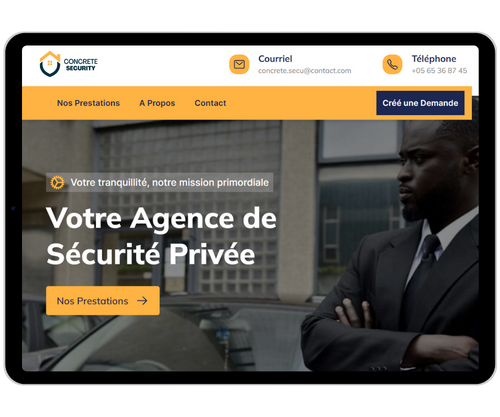 CONCRETE
SECURITY
Courriel
concrete.secu@contact.com
Téléphone
+05 65 36 87 45
Nos Prestations
A Propos
Contact
Créé une Demande
Votre tranquillité, notre mission primordiale
Votre Agence de
Sécurité Privée
Nos Prestations